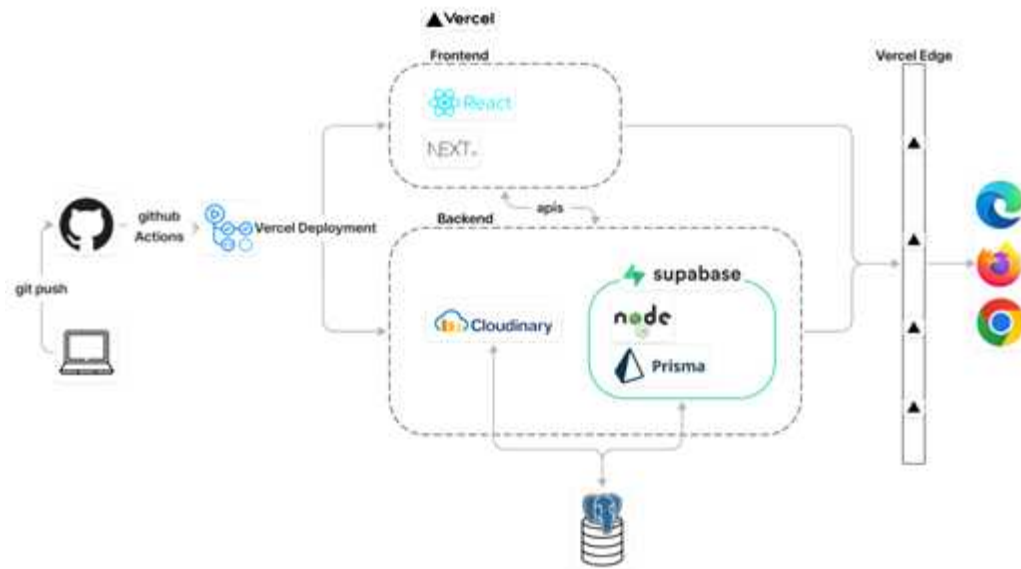 Vercel
Frontend
Vercel Edge
React
NEXT.js
apis
Backend
github
Actions
Vercel Deployment
supabase
git push
Cloudinary
node
Prisma